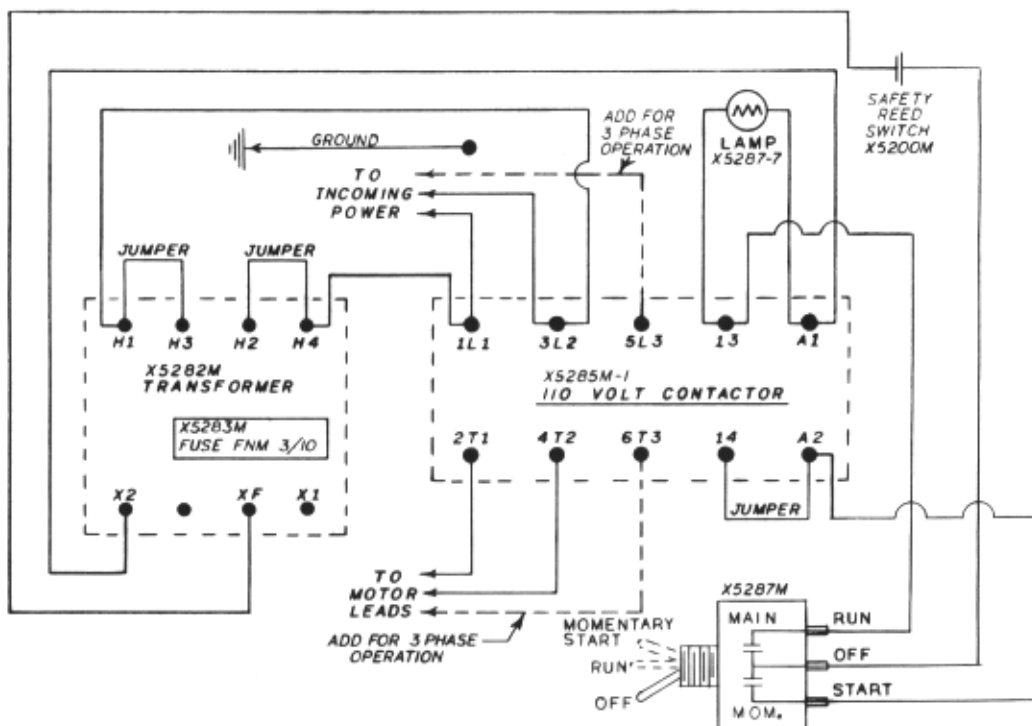 SAFETY
REED
SWITCH
X5200M
ADD FOR
3 PHASE
OPERATION
LAMP
X5287-7
GROUND
TO
INCOMING
POWER
JUMPER
JUMPER
H1 H3 H2 H4
1L1 3L2 5L3 13 A1
X5282M
TRANSFORMER
X5285M-1
110 VOLT CONTACTOR
X5283M
FUSE FNM 3/10
2T1 4T2 6T3 14 A2
X2 XF X1
JUMPER
TO
MOTOR
LEADS
ADD FOR 3 PHASE
OPERATION
X5287M
MOMENTARY
START
RUN
OFF
MAIN
MOM.
RUN
OFF
START